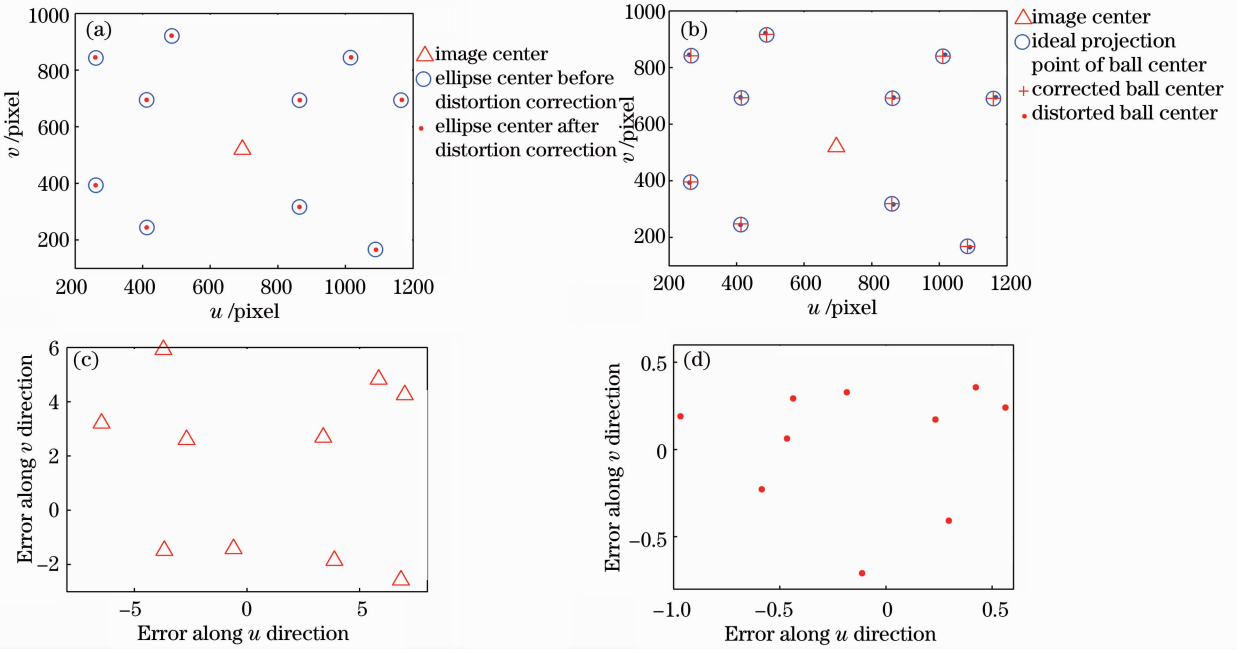 (a)
1000
800
600
400
200
200 400 600 800 1000 1200
v /pixel
u /pixel
image center
ellipse center before
distortion correction
ellipse center after
distortion correction
(b)
1000
800
600
400
200
200 400 600 800 1000 1200
v /pixel
u /pixel
image center
ideal projection
point of ball center
corrected ball center
distorted ball center
(c)
6
4
2
0
−2
−5 0 5
Error along v direction
Error along u direction
(d)
0.5
0
−0.5
−1.0 −0.5 0 0.5
Error along v direction
Error along u direction